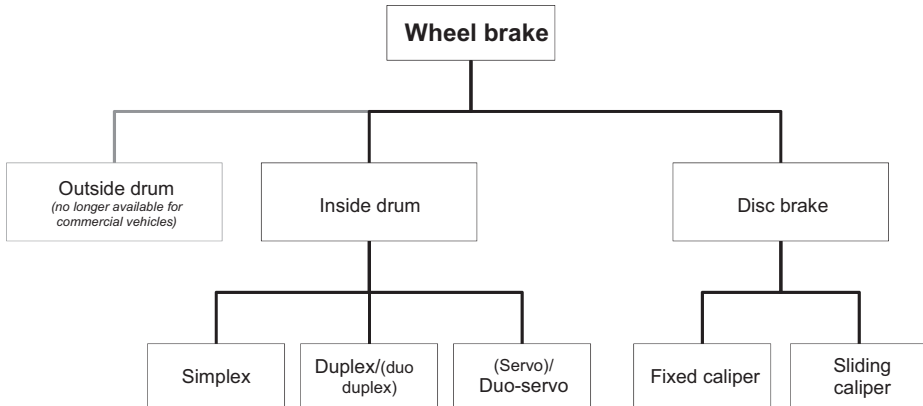 Wheel brake
Outside drum
(no longer available for
commercial vehicles)
Inside drum
Disc brake
Simplex
Duplex/(duo
duplex)
(Servo)/
Duo-servo
Fixed caliper
Sliding
caliper